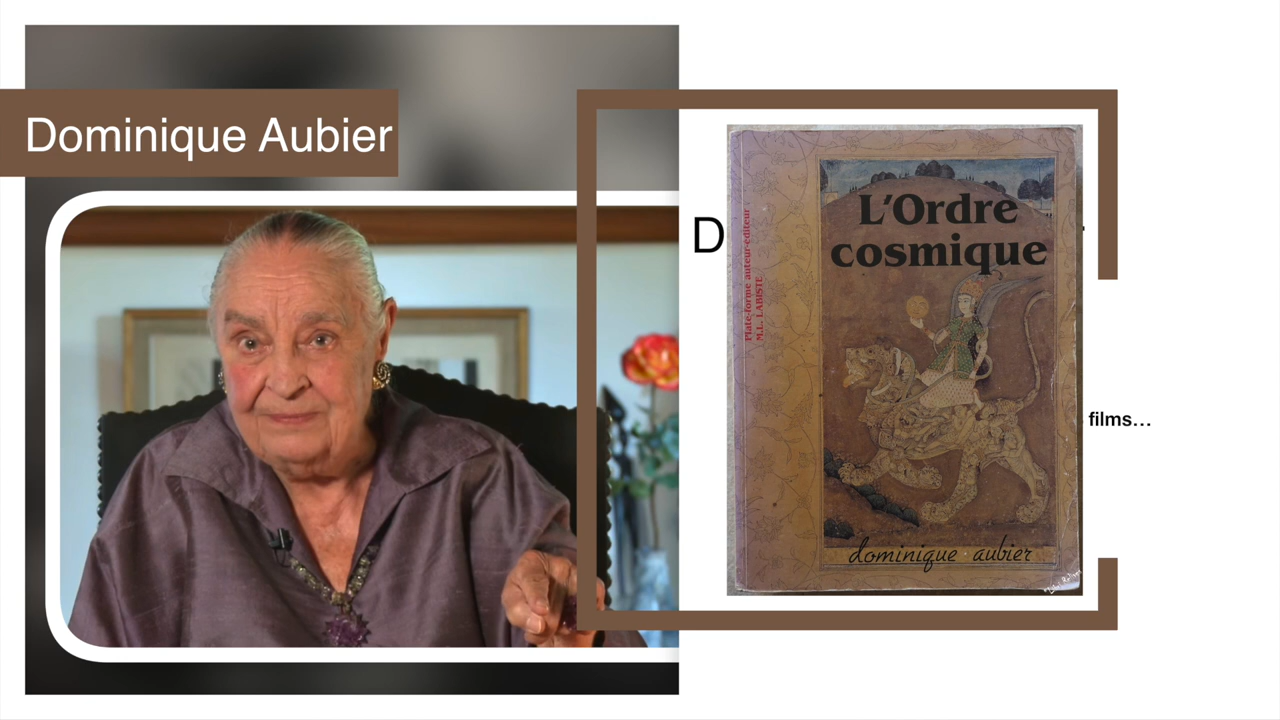 Dominique Aubier
D
Plate-forme auteur-éditeur
M.L. LABISTE
L'Ordre
cosmique
films...
dominique aubier